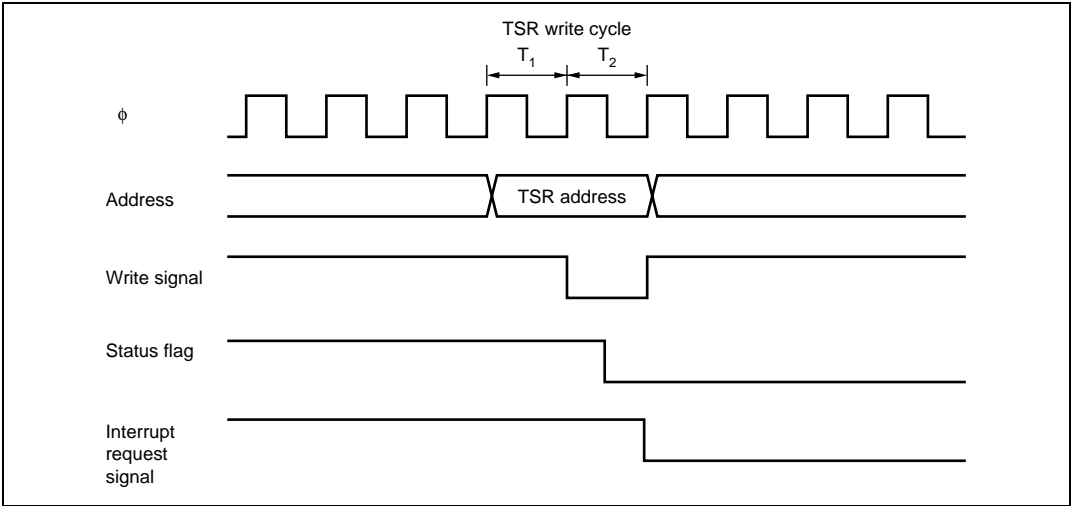 TSR write cycle
T1 T2
ϕ
Address
TSR address
Write signal
Status flag
Interrupt
request
signal